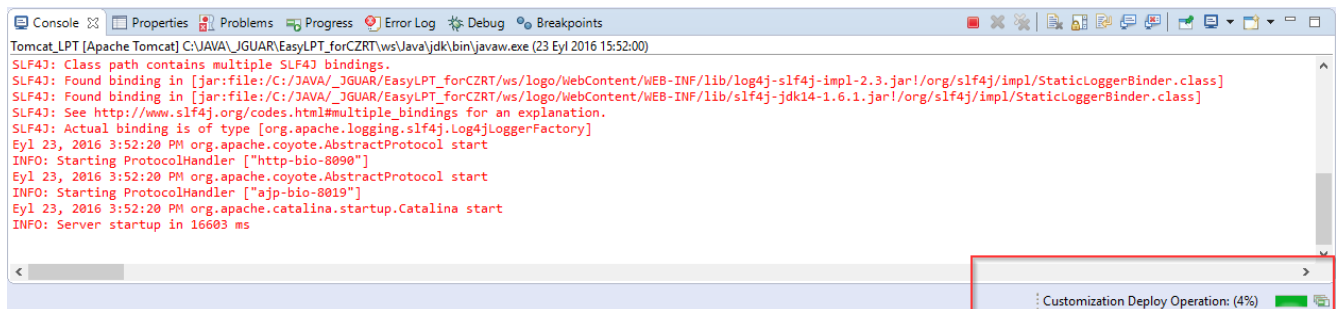 Console Properties Problems Progress Error Log Debug Breakpoints
Tomcat_LPT [Apache Tomcat] C:\JAVA\_JGUAR\EasyLPT_forCZRT\ws\Java\jdk\bin\javaw.exe (23 Eyl 2016 15:52:00)
SLF4J: Class path contains multiple SLF4J bindings.
SLF4J: Found binding in [jar:file:/C:/JAVA/_JGUAR/EasyLPT_forCZRT/ws/logo/WebContent/WEB-INF/lib/log4j-slf4j-impl-2.3.jar!/org/slf4j/impl/StaticLoggerBinder.class]
SLF4J: Found binding in [jar:file:/C:/JAVA/_JGUAR/EasyLPT_forCZRT/ws/logo/WebContent/WEB-INF/lib/slf4j-jdk14-1.6.1.jar!/org/slf4j/impl/StaticLoggerBinder.class]
SLF4J: See http://www.slf4j.org/codes.html#multiple_bindings for an explanation.
SLF4J: Actual binding is of type [org.apache.logging.slf4j.Log4jLoggerFactory]
Eyl 23, 2016 3:52:20 PM org.apache.coyote.AbstractProtocol start
INFO: Starting ProtocolHandler ["http-bio-8090"]
Eyl 23, 2016 3:52:20 PM org.apache.coyote.AbstractProtocol start
INFO: Starting ProtocolHandler ["ajp-bio-8019"]
Eyl 23, 2016 3:52:20 PM org.apache.catalina.startup.Catalina start
INFO: Server startup in 16603 ms
Customization Deploy Operation: (4%)